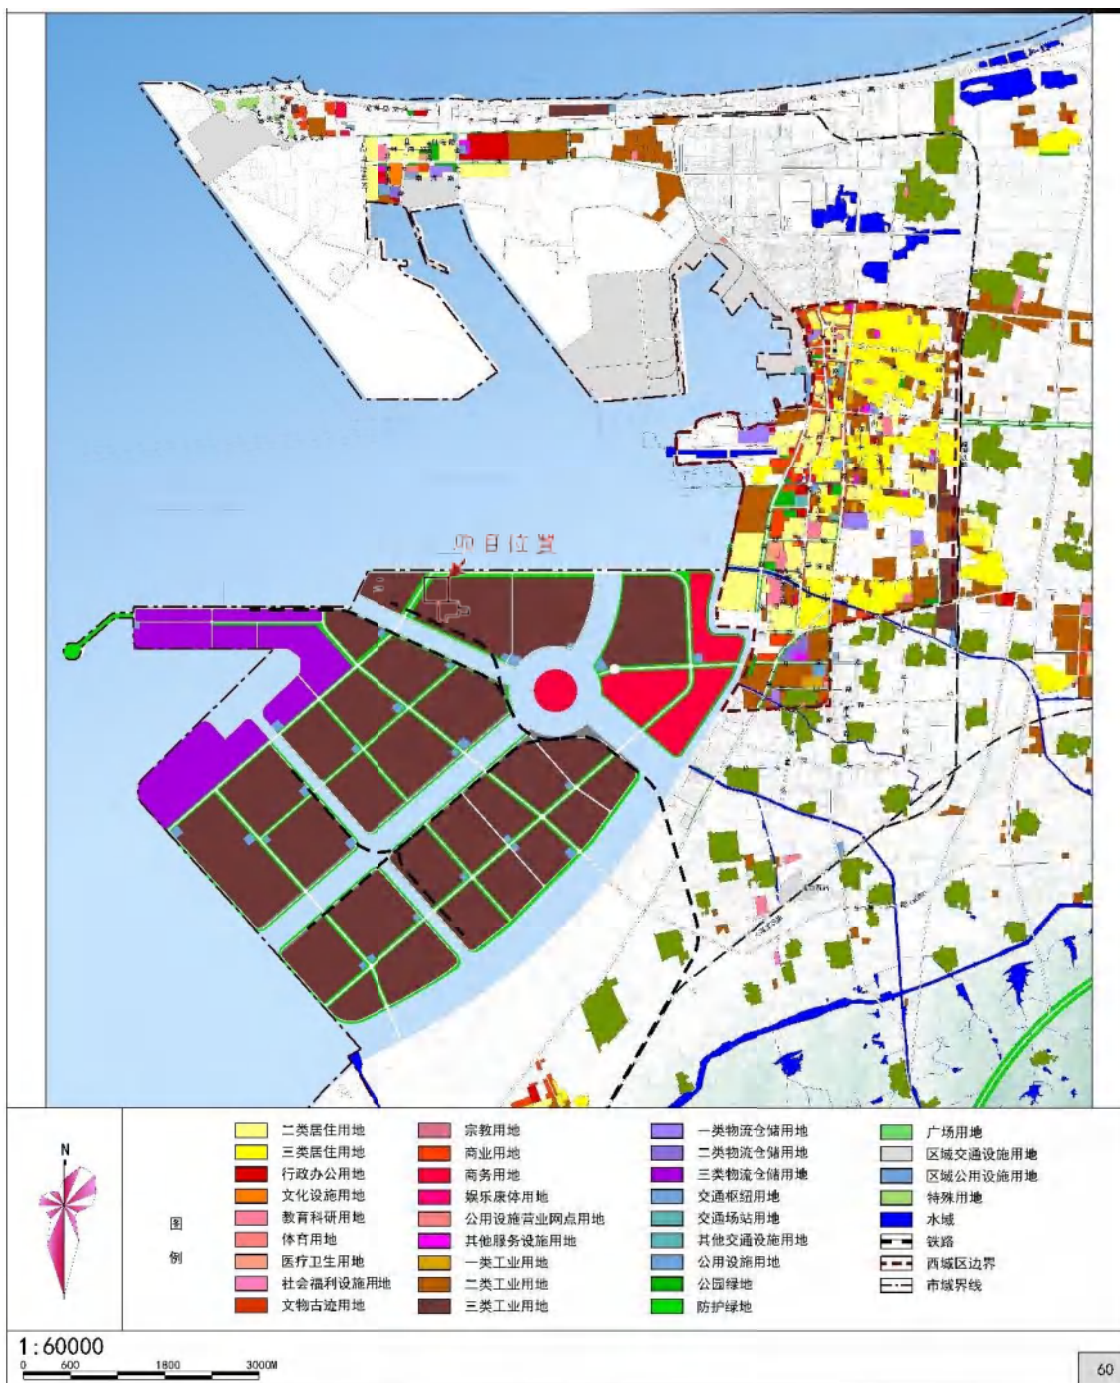 项目位置
N
图
例
二类居住用地
三类居住用地
行政办公用地
文化设施用地
教育科研用地
体育用地
医疗卫生用地
社会福利设施用地
文物古迹用地
宗教用地
商业用地
商务用地
娱乐康体用地
公用设施营业网点用地
其他服务设施用地
一类工业用地
二类工业用地
三类工业用地
一类物流仓储用地
二类物流仓储用地
三类物流仓储用地
交通枢纽用地
交通场站用地
其他交通设施用地
公用设施用地
公园绿地
防护绿地
广场用地
区域交通设施用地
区域公用设施用地
特殊用地
水域
铁路
西城区边界
市域界线
1:60000
0 600 1800 3000M
60